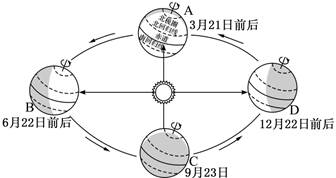 A
3月21日前后
北极圈
北回归线
赤道
南回归线
B
6月22日前后
D
12月22日前后
C
9月23日